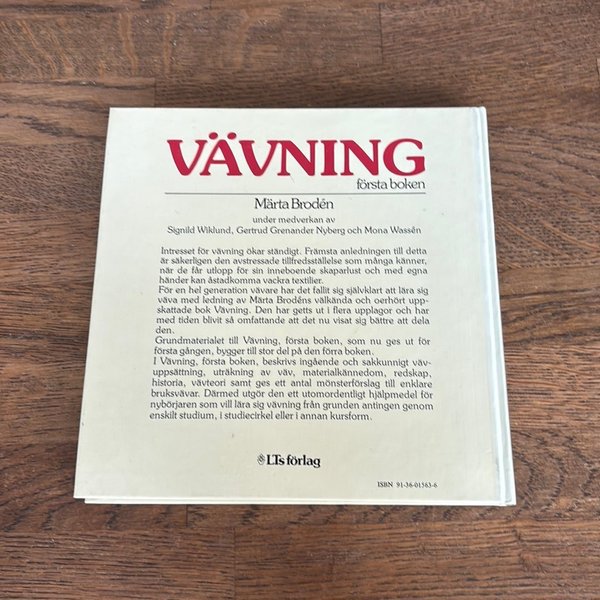 VÄVNING
första boken
Märta Brodén
under medverkan av
Signild Wiklund, Gertrud Grenander Nyberg och Mona Wassén
Intresset för vävning ökar ständigt. Främsta anledningen till detta
är säkerligen den avstressade tillfredsställelse som många känner,
när de får utlopp för sin inneboende skaparlust och med egna
händer kan åstadkomma vackra textilier.
För en hel generation vävare har det fallit sig självklart att lära sig
väva med ledning av Märta Brodéns välkända och oerhört upp-
skattade bok Vävning. Den har getts ut i flera upplagor och har
med tiden blivit så omfattande att det nu visat sig bättre att dela
den.
Grundmaterialet till Vävning, första boken, som nu ges ut för
första gången, bygger till stor del på den förra boken.
I Vävning, första boken, beskrivs ingående och sakkunnigt väv-
uppsättning, uträkning av väv, materialkännedom, redskap,
historia, vävteori samt ges ett antal mönsterförslag till enklare
bruksvävar. Därmed utgör den ett utomordentligt hjälpmedel för
nybörjaren som vill lära sig vävning från grunden antingen genom
enskilt studium, i studiecirkel eller i annan kursform.
LTs förlag
ISBN 91-36-01563-6